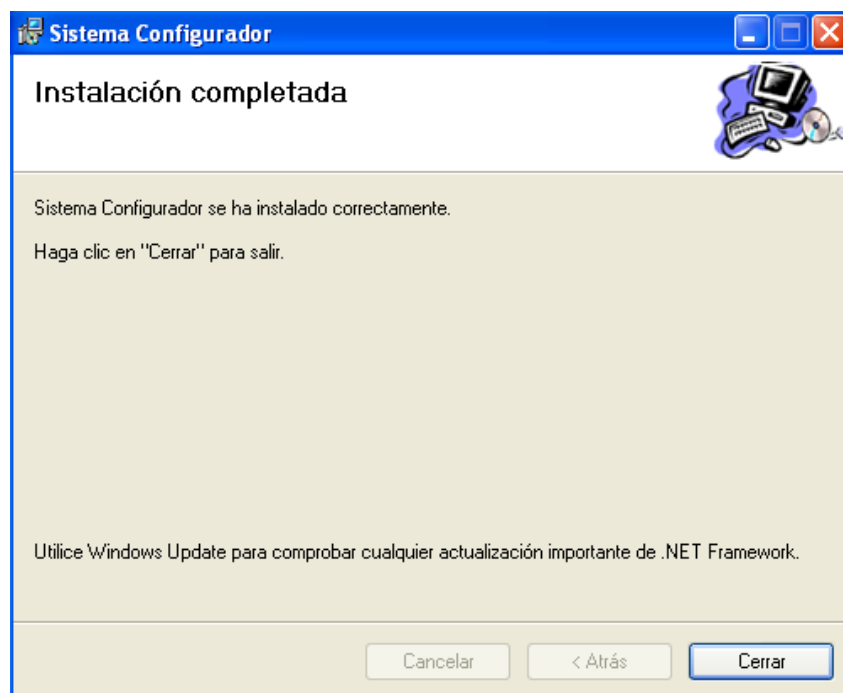 Sistema Configurador
Instalación completada
Sistema Configurador se ha instalado correctamente.
Haga clic en "Cerrar" para salir.
Utilice Windows Update para comprobar cualquier actualización importante de .NET Framework.
Cancelar
< Atrás
Cerrar